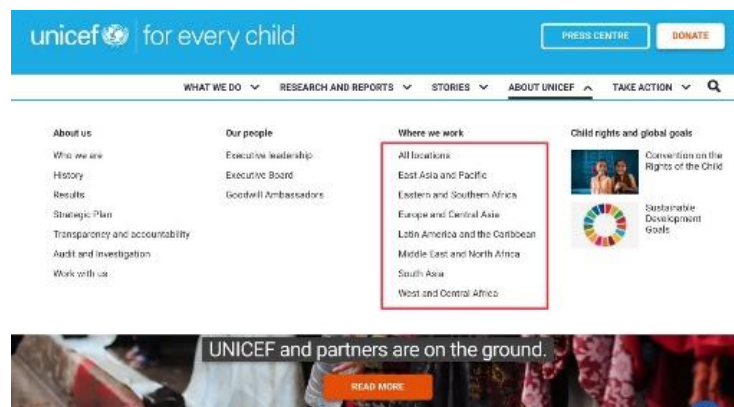 unicef for every child
PRESS CENTRE
DONATE
WHAT WE DO
RESEARCH AND REPORTS
STORIES
ABOUT UNICEF
TAKE ACTION
About us
Who we are
History
Results
Strategic Plan
Transparency and accountability
Audit and Investigation
Work with us
Our people
Executive leadership
Executive Board
Goodwill Ambassadors
Where we work
All locations
East Asia and Pacific
Eastern and Southern Africa
Europe and Central Asia
Latin America and the Caribbean
Middle East and North Africa
South Asia
West and Central Africa
Child rights and global goals
Convention on the
Rights of the Child
Sustainable
Development
Goals
UNICEF and partners are on the ground.
READ MORE